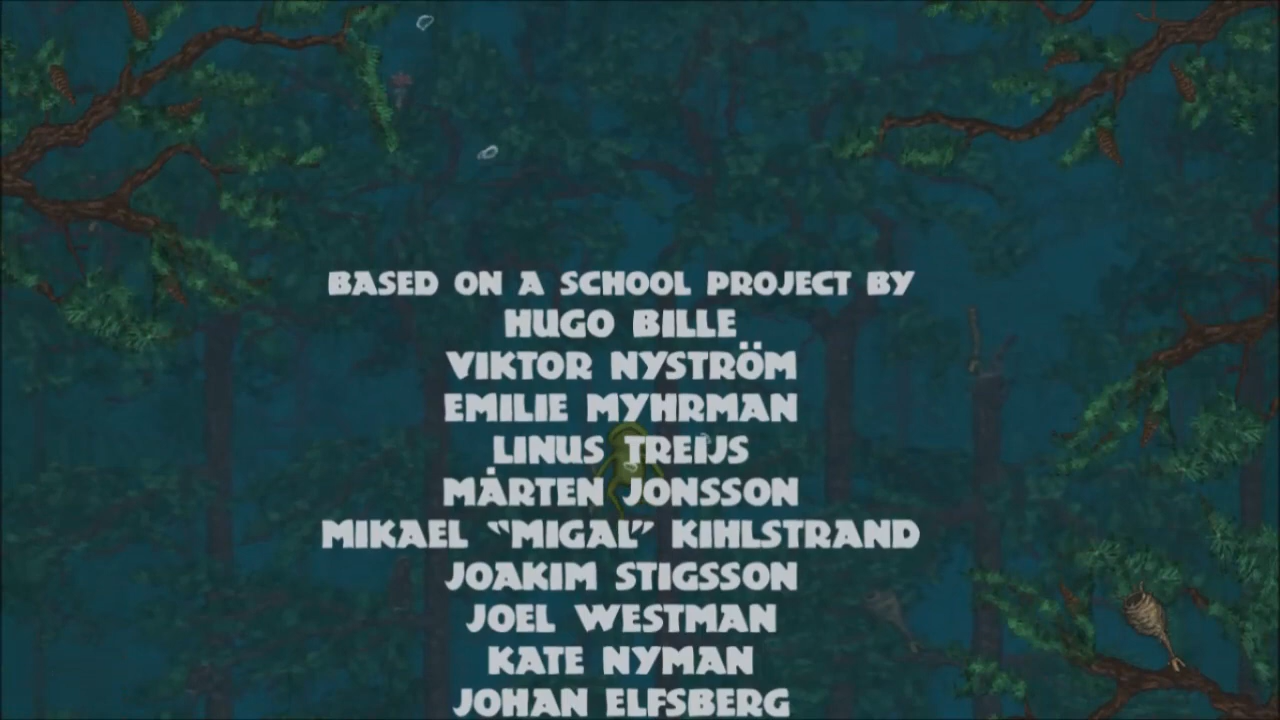 BASED ON A SCHOOL PROJECT BY
HUGO BILLE
VIKTOR NYSTRÖM
EMILIE MYHRMAN
LINUS TREIJS
MÅRTEN JONSSON
MIKAEL "MIGAL" KIHLSTRAND
JOAKIM STIGSSON
JOEL WESTMAN
KATE NYMAN
JOHAN ELFSBERG